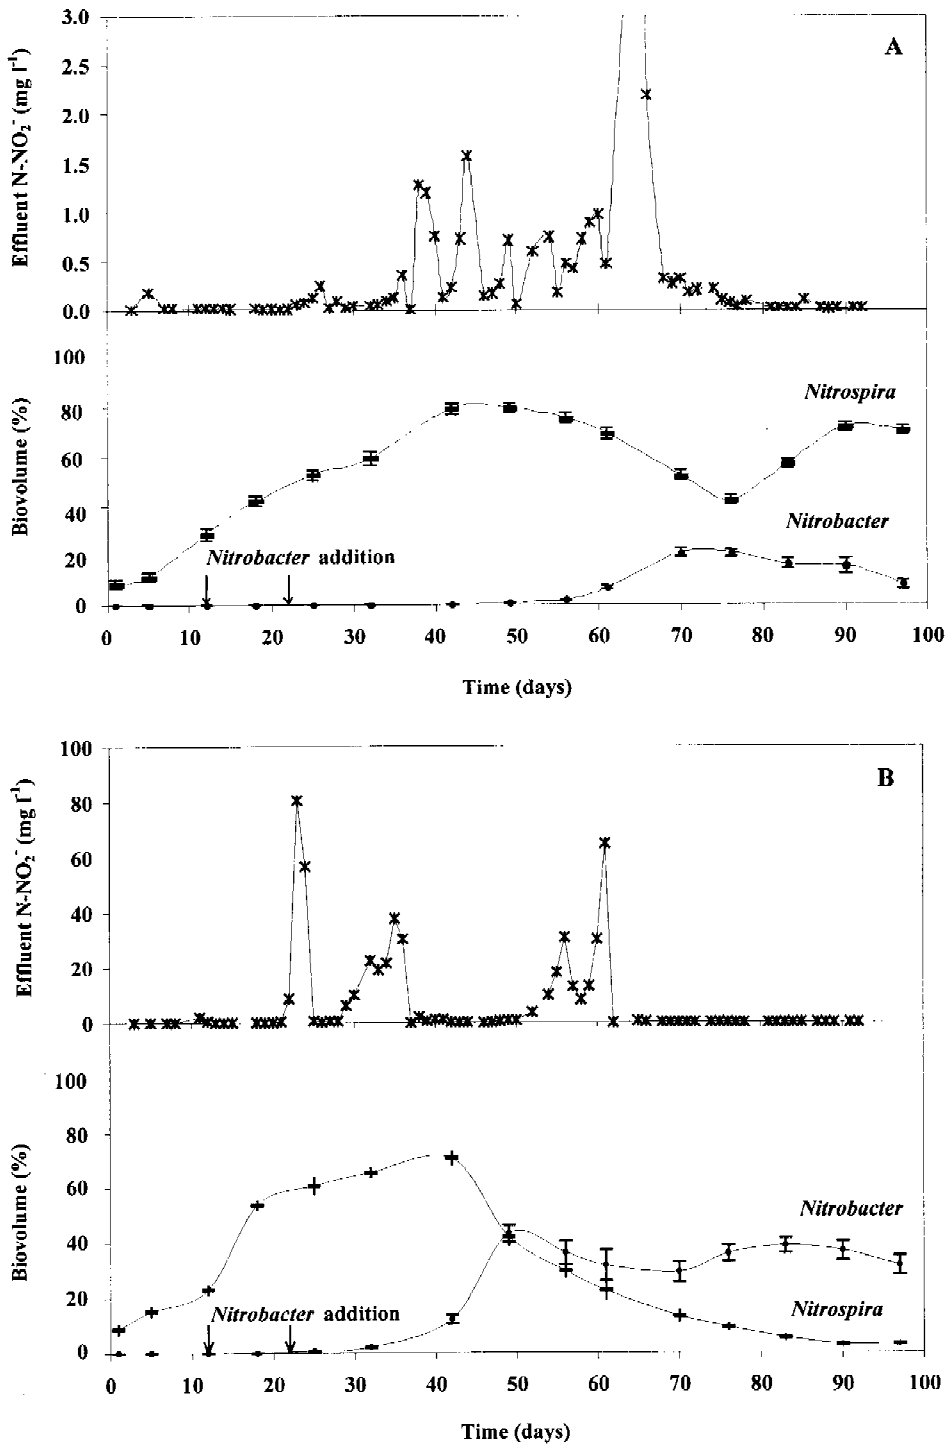 A
Effluent N-NO₂⁻ (mg l⁻¹)
3.0
2.5
2.0
1.5
1.0
0.5
0.0
Biovolume (%)
100
80
60
40
20
0
Nitrospira
Nitrobacter
Nitrobacter addition
0 10 20 30 40 50 60 70 80 90 100
Time (days)
B
Effluent N-NO₂⁻ (mg l⁻¹)
100
80
60
40
20
0
Biovolume (%)
100
80
60
40
20
0
Nitrobacter
Nitrospira
Nitrobacter addition
0 10 20 30 40 50 60 70 80 90 100
Time (days)